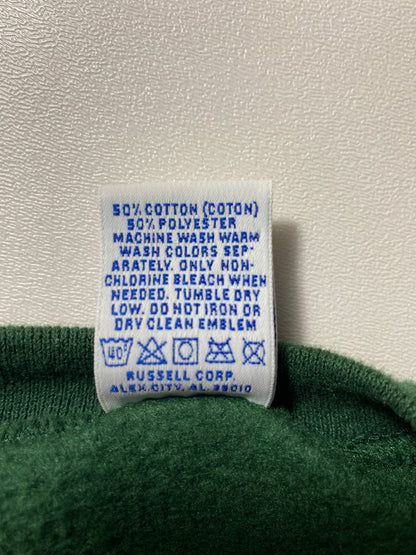 50% COTTON (COTON)
50% POLYESTER
MACHINE WASH WARM
WASH COLORS SEP-
ARATELY. ONLY NON-
CHLORINE BLEACH WHEN
NEEDED. TUMBLE DRY
LOW. DO NOT IRON OR
DRY CLEAN EMBLEM
40°
RUSSELL CORP.
ALEX. CITY, AL. 35010